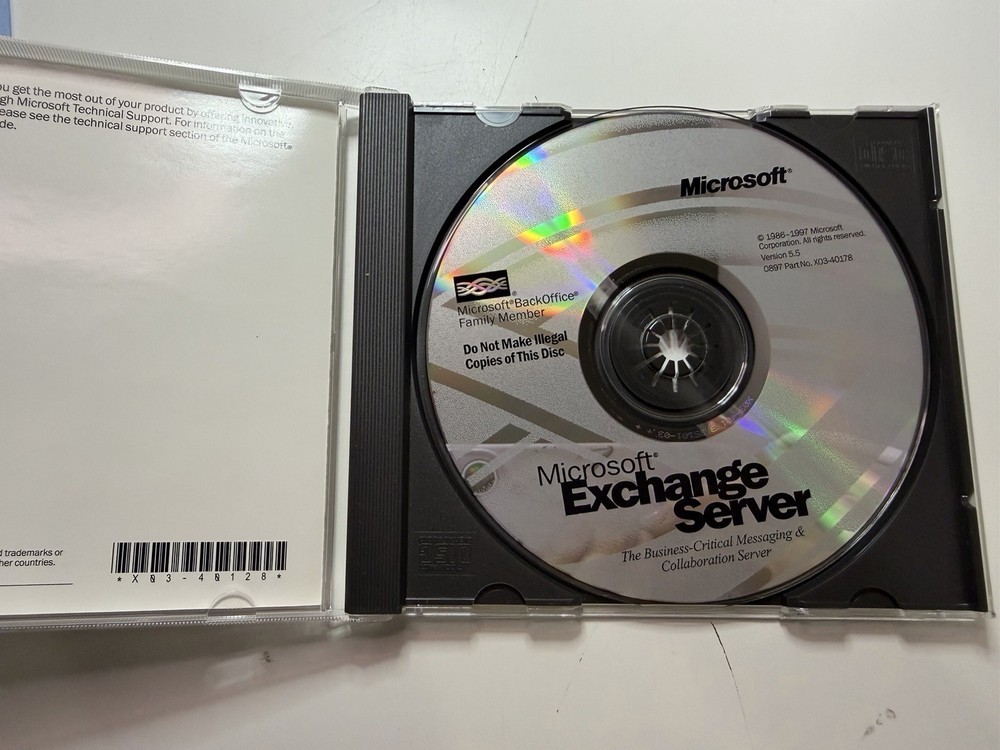 u get the most out of your product by offering innovative
gh Microsoft Technical Support. For information on the
ease see the technical support section of the Microsoft®
de.
d trademarks or
her countries.
*X03-40128*
Microsoft®
© 1986-1997 Microsoft
Corporation. All rights reserved.
Version 5.5
0897 Part No. X03-40178
Microsoft® BackOffice®
Family Member
Do Not Make Illegal
Copies of This Disc
Microsoft®
Exchange
Server
The Business-Critical Messaging &
Collaboration Server